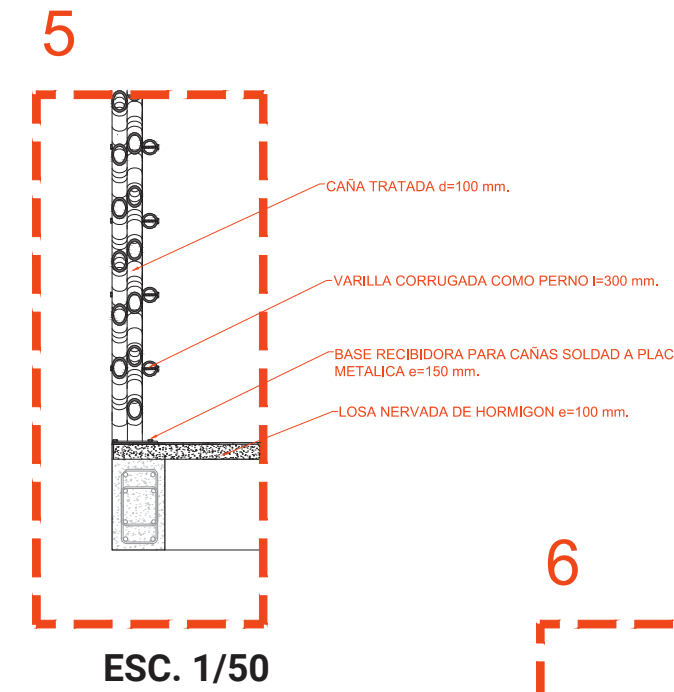 5
CAÑA TRATADA d=100 mm.
VARILLA CORRUGADA COMO PERNO l=300 mm.
BASE RECIBIDORA PARA CAÑAS SOLDAD A PLAC
METALICA e=150 mm.
LOSA NERVADA DE HORMIGON e=100 mm.
6
ESC. 1/50